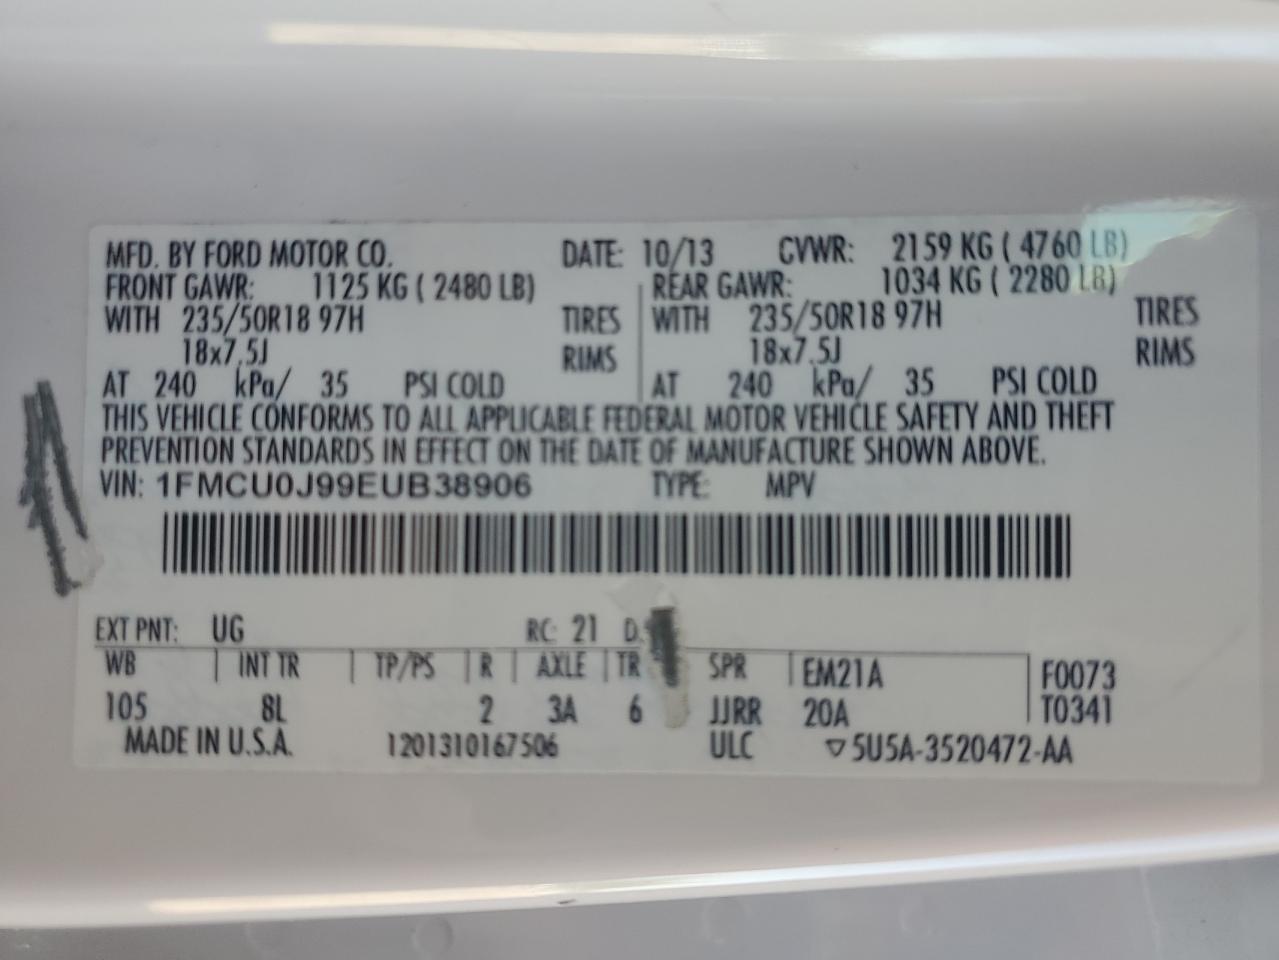 MFD. BY FORD MOTOR CO. DATE: 10/13 GVWR: 2159 KG ( 4760 LB)
FRONT GAWR: 1125 KG ( 2480 LB) REAR GAWR: 1034 KG ( 2280 LB)
WITH 235/50R18 97H TIRES WITH 235/50R18 97H TIRES
18x7.5J RIMS 18x7.5J RIMS
AT 240 kPa/ 35 PSI COLD AT 240 kPa/ 35 PSI COLD
THIS VEHICLE CONFORMS TO ALL APPLICABLE FEDERAL MOTOR VEHICLE SAFETY AND THEFT
PREVENTION STANDARDS IN EFFECT ON THE DATE OF MANUFACTURE SHOWN ABOVE.
VIN: 1FMCU0J99EUB38906 TYPE: MPV
EXT PNT: UG RC: 21
WB INT TR TP/PS R AXLE TR SPR EM21A F0073
105 8L 2 3A 6 JJRR 20A T0341
MADE IN U.S.A. 1201310167506 ULC ▽5U5A-3520472-AA